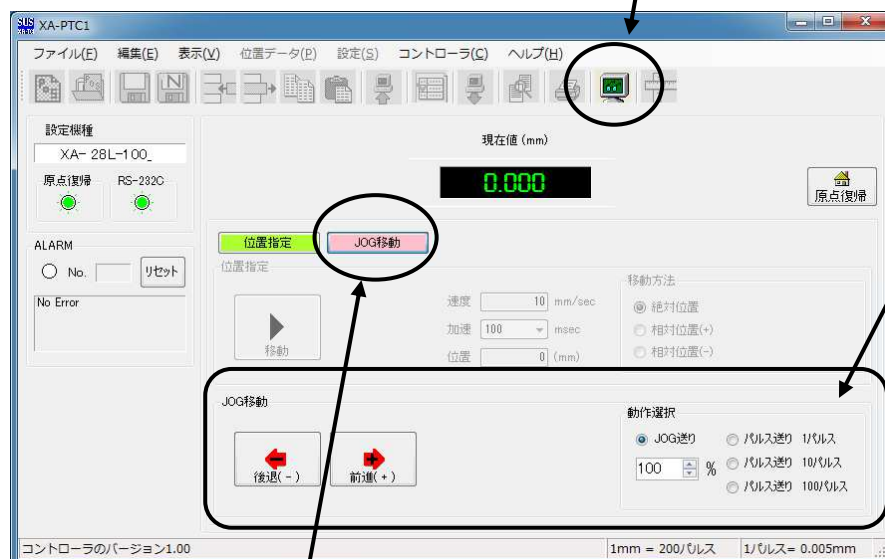 SUS
XA-PTC1
ファイル(F) 編集(E) 表示(V) 位置データ(P) 設定(S) コントローラ(C) ヘルプ(H)
設定機種
XA- 28L-100_
原点復帰 RS-232C
ALARM
No. リセット
No Error
現在値 (mm)
0.000
原点復帰
位置指定 JOG移動
位置指定
移動
速度 10 mm/sec
加速 100 msec
位置 0 (mm)
移動方法
絶対位置
相対位置(+)
相対位置(-)
JOG移動
後退(-) 前進(+)
動作選択
JOG送り パルス送り 1パルス
100 % パルス送り 10パルス
パルス送り 100パルス
コントローラのバージョン1.00 1mm = 200パルス 1パルス= 0.005mm